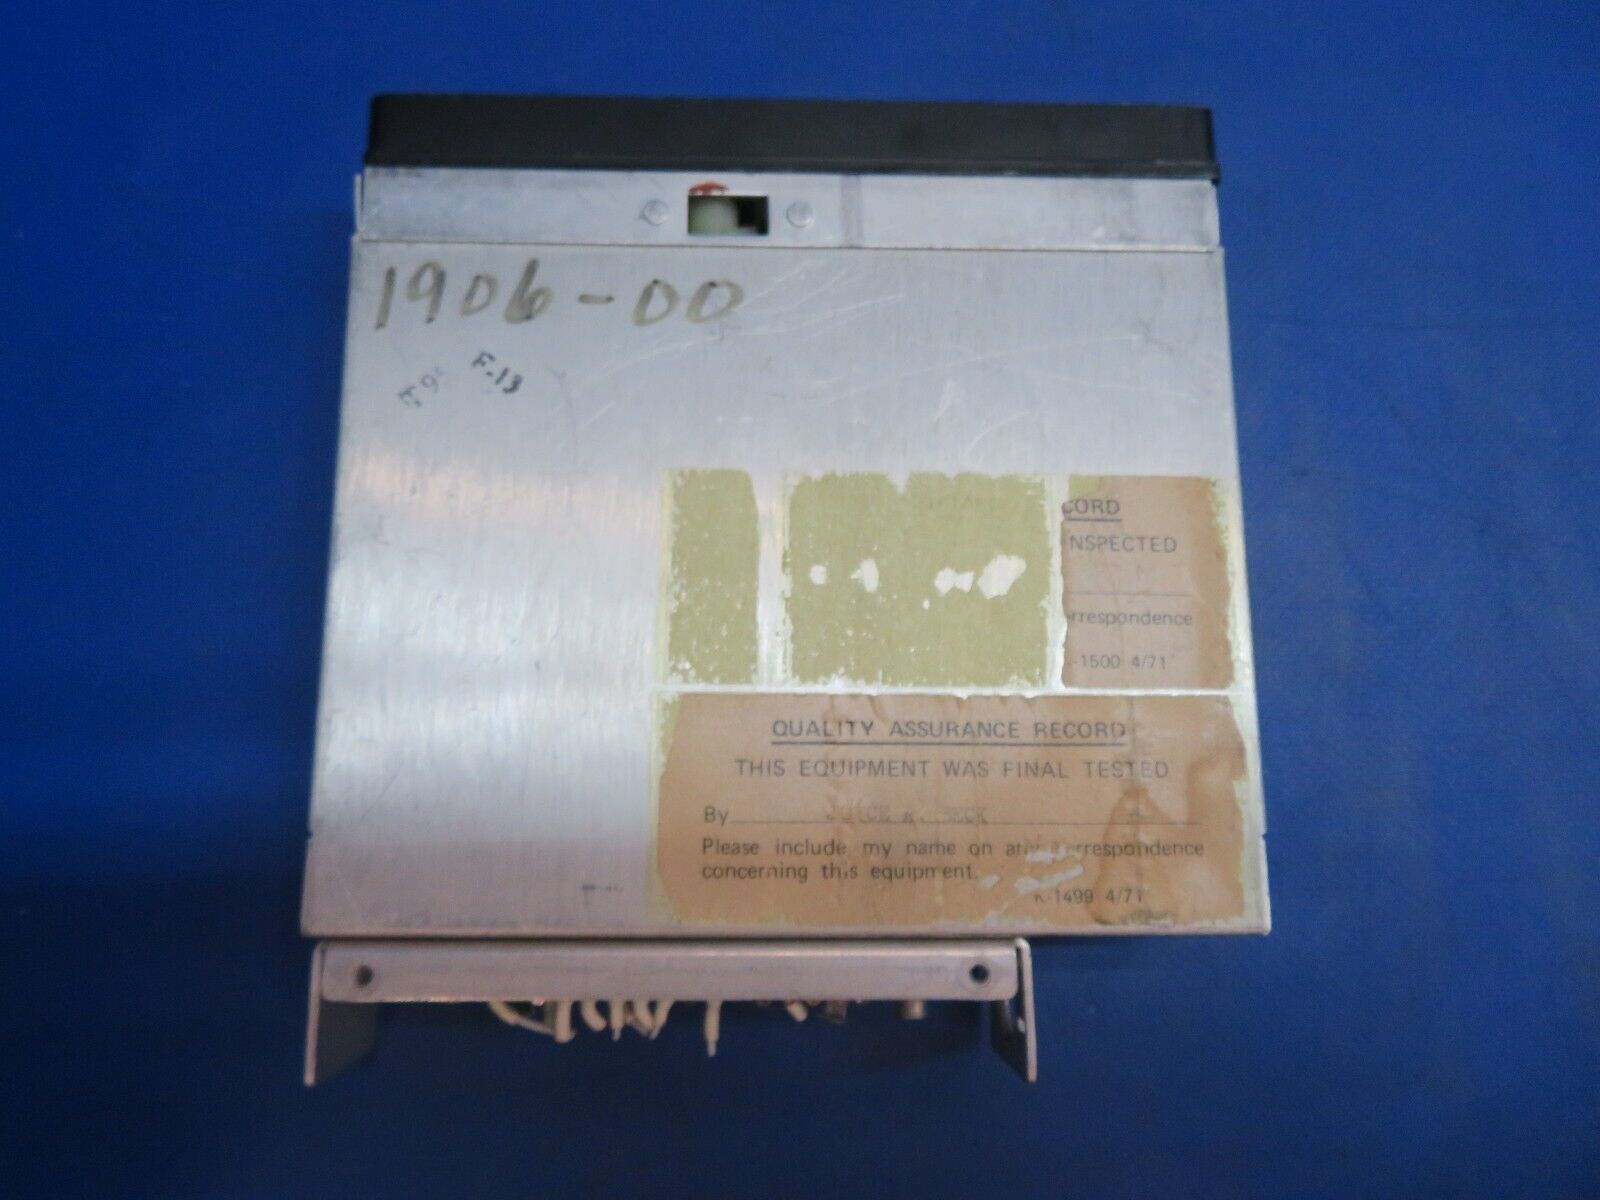 1906-00
F-13
CORD
NSPECTED
rrespondence
1500 4/71
QUALITY ASSURANCE RECORD
THIS EQUIPMENT WAS FINAL TESTED
By
Please include my name on any correspondence
concerning this equipment.
1499 4/71